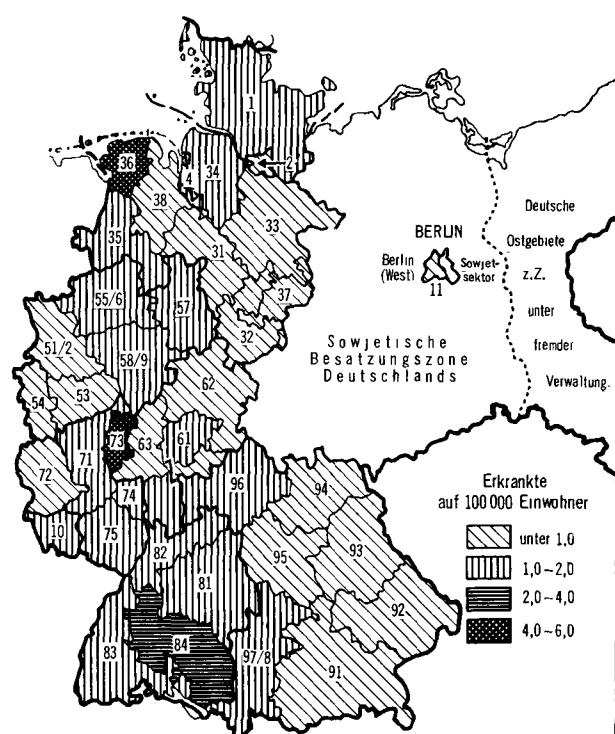 1
2
36
4
34
38
33
35
31
BERLIN
Berlin
(West)
Sowjet-
sektor
11
Deutsche
Ostgebiete
z.Z.
unter
fremder
Verwaltung.
55/6
57
37
32
51/2
58/9
Sowjetische
Besatzungszone
Deutschlands
62
54
53
73
63
61
72
71
74
96
94
10
75
82
95
93
81
92
83
84
97/8
91
Erkrankte
auf 100 000 Einwohner
unter 1,0
1,0–2,0
2,0–4,0
4,0–6,0